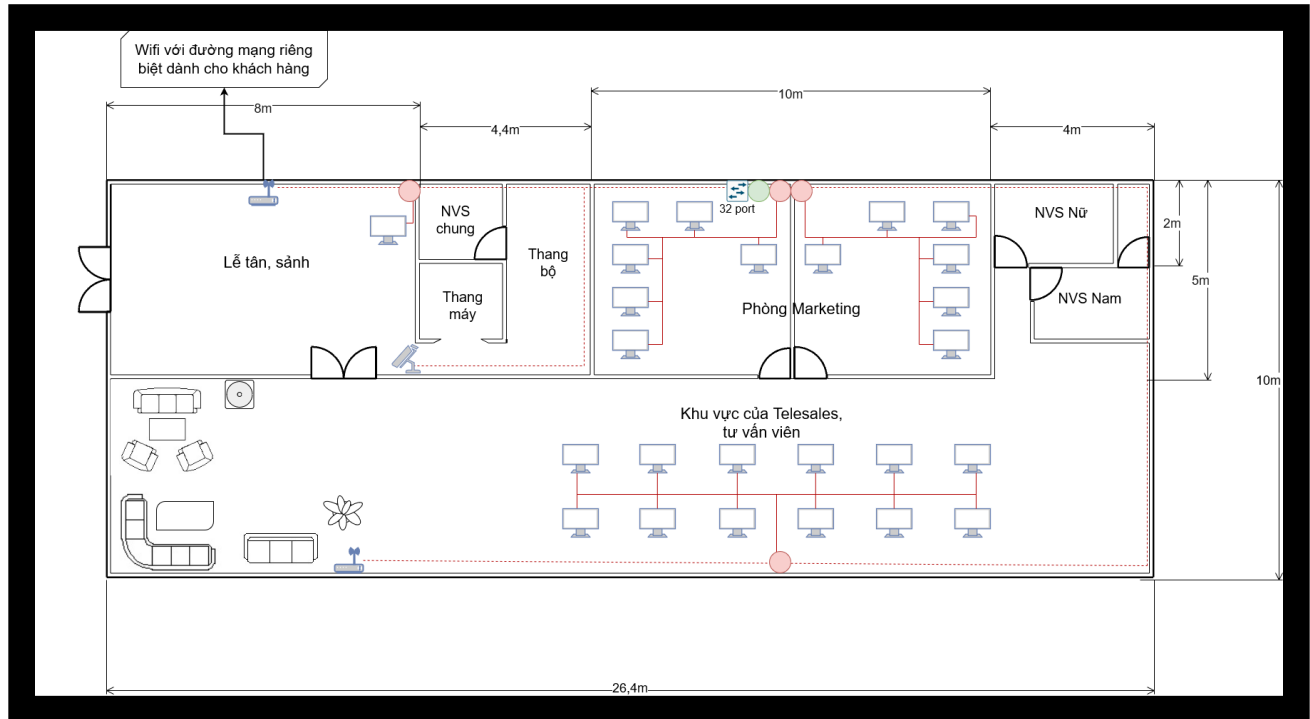 Wifi với đường mạng riêng
biệt dành cho khách hàng
8m
10m
4,4m
4m
32 port
NVS
chung
NVS Nữ
2m
Lễ tân, sảnh
Thang
bộ
5m
Thang
máy
Phòng Marketing
NVS Nam
10m
Khu vực của Telesales,
tư vấn viên
26,4m